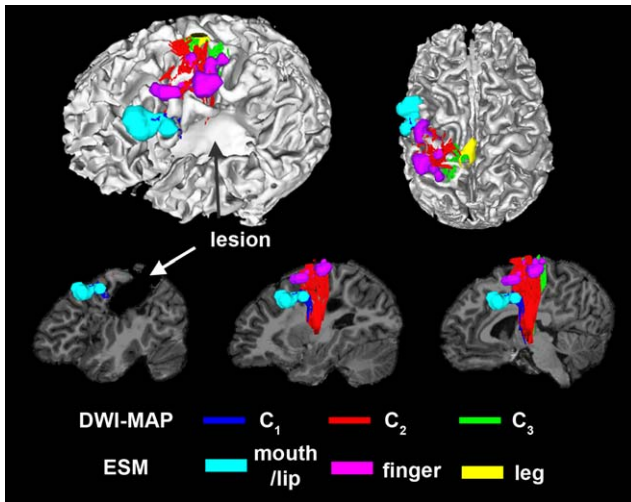 lesion
DWI-MAP C₁ C₂ C₃
ESM mouth
/lip finger leg